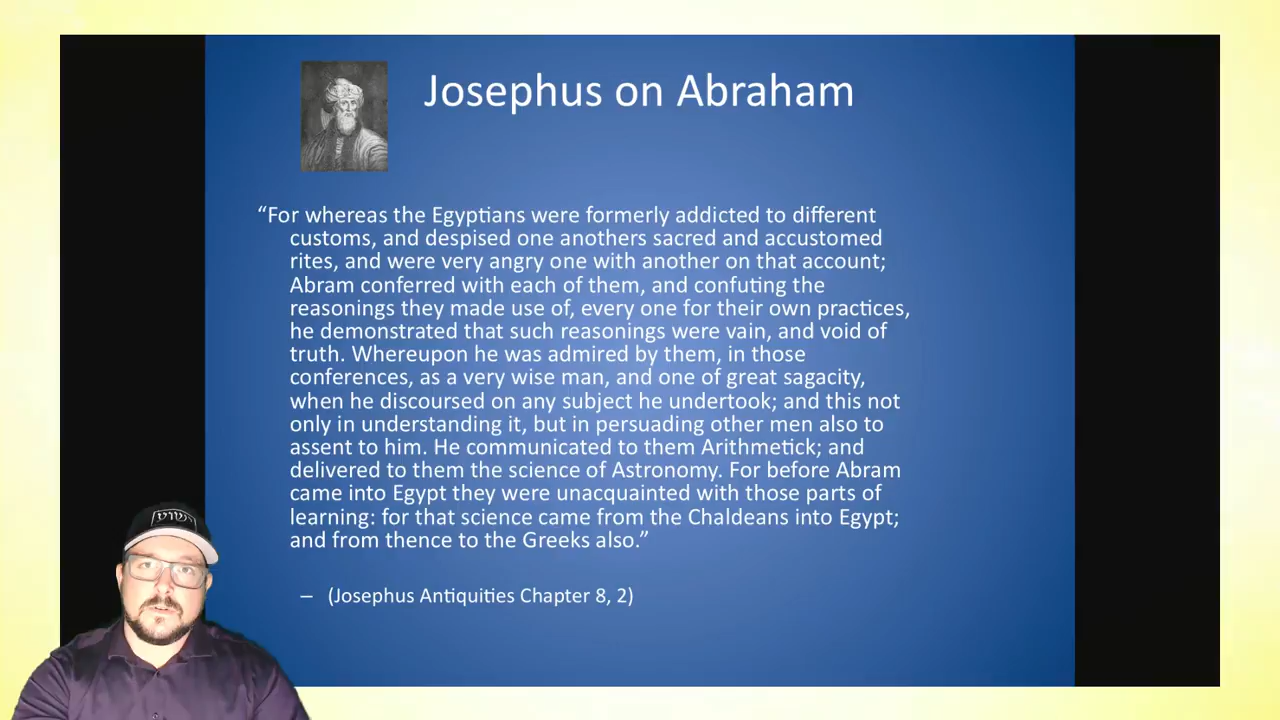 Josephus on Abraham
“For whereas the Egyptians were formerly addicted to different
customs, and despised one anothers sacred and accustomed
rites, and were very angry one with another on that account;
Abram conferred with each of them, and confuting the
reasonings they made use of, every one for their own practices,
he demonstrated that such reasonings were vain, and void of
truth. Whereupon he was admired by them, in those
conferences, as a very wise man, and one of great sagacity,
when he discoursed on any subject he undertook; and this not
only in understanding it, but in persuading other men also to
assent to him. He communicated to them Arithmetick; and
delivered to them the science of Astronomy. For before Abram
came into Egypt they were unacquainted with those parts of
learning: for that science came from the Chaldeans into Egypt;
and from thence to the Greeks also.”
– (Josephus Antiquities Chapter 8, 2)
ישוע